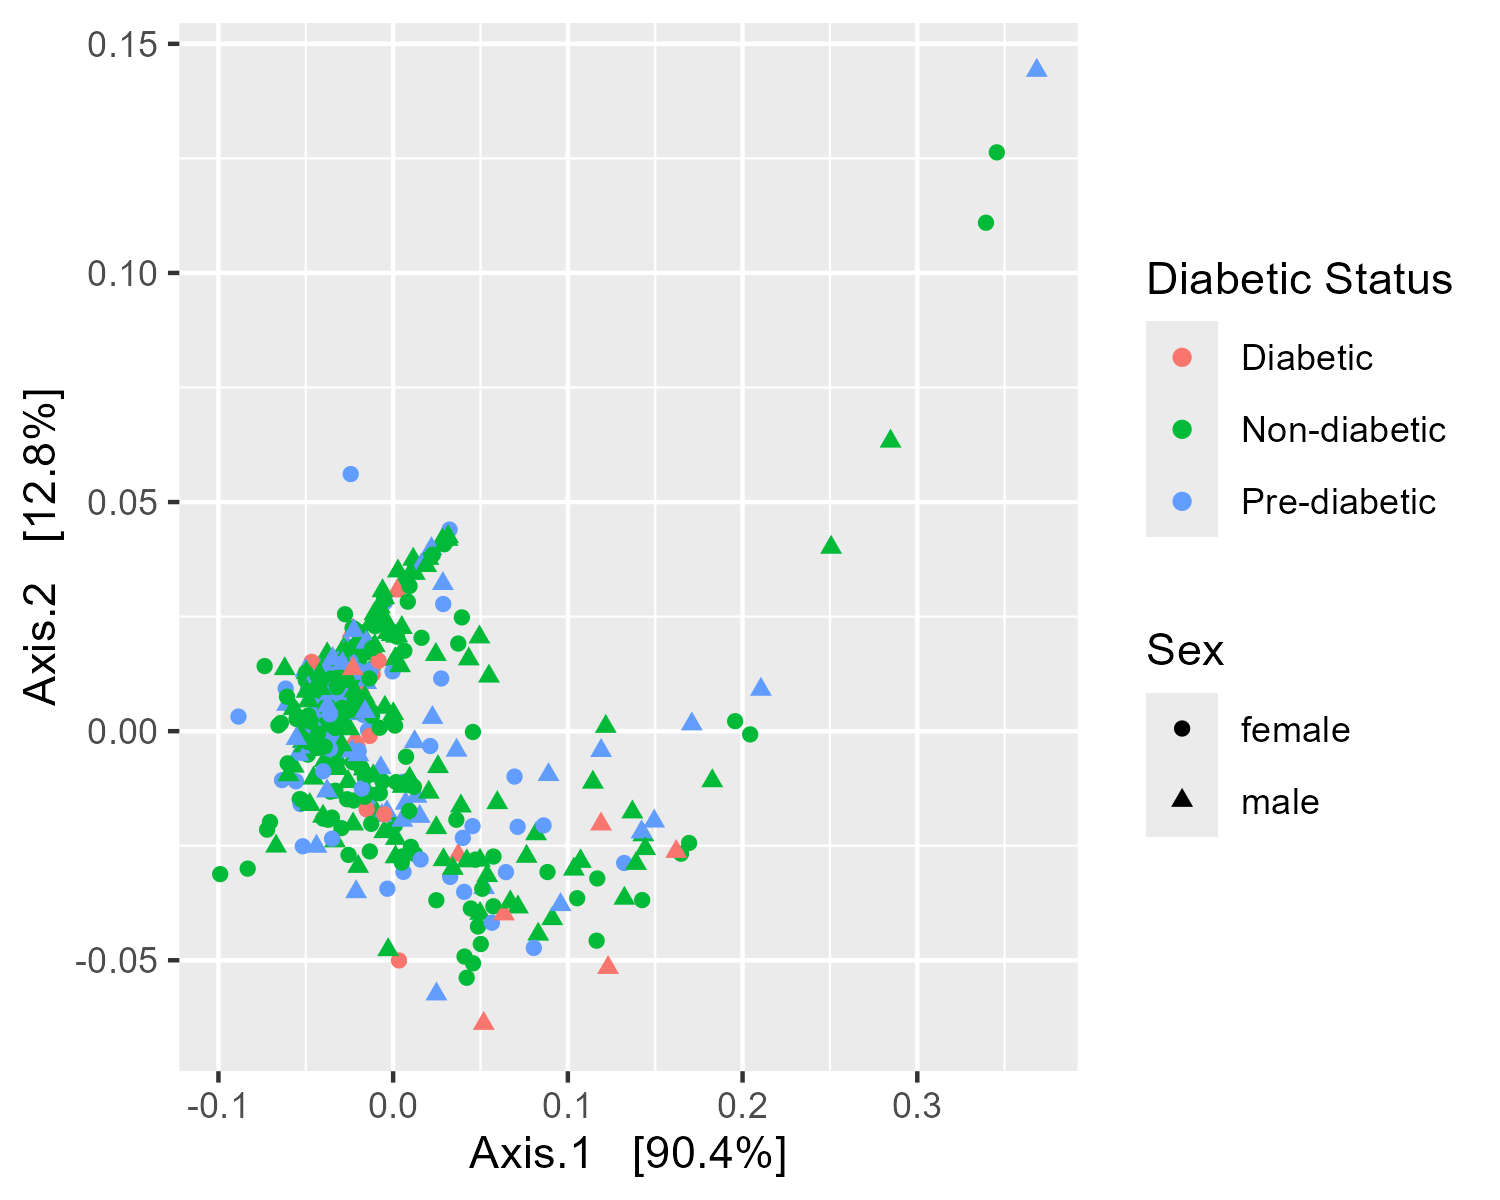 0.15
0.10
0.05
0.00
-0.05
Axis.2 [12.8%]
-0.1 0.0 0.1 0.2 0.3
Axis.1 [90.4%]
Diabetic Status
Diabetic
Non-diabetic
Pre-diabetic
Sex
female
male